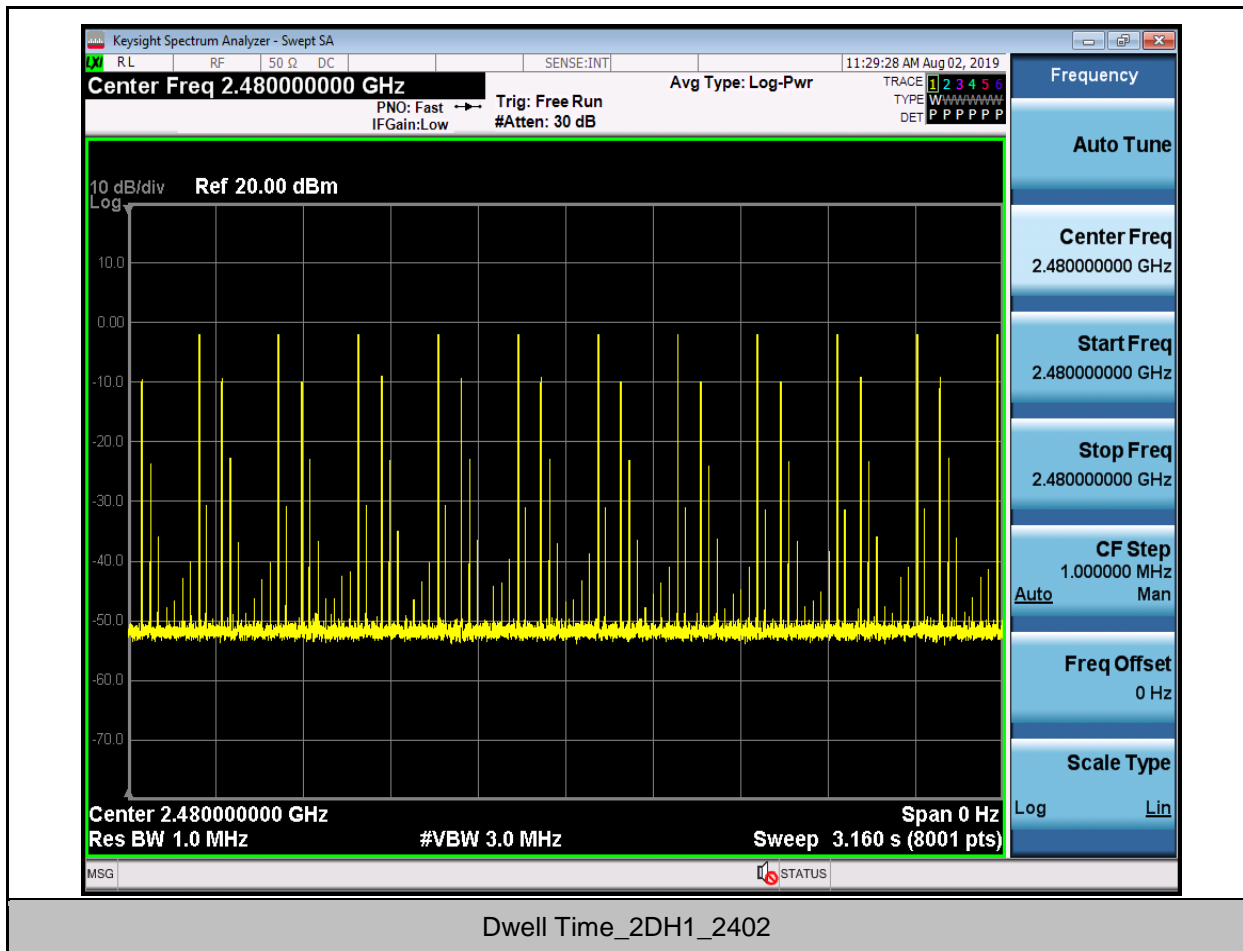 Keysight Spectrum Analyzer - Swept SA
LXI RL RF 50 Ω DC SENSE:INT 11:29:28 AM Aug 02, 2019
Center Freq 2.480000000 GHz Avg Type: Log-Pwr TRACE 1 2 3 4 5 6
PNO: Fast Trig: Free Run TYPE WWWWWW
IFGain:Low #Atten: 30 dB DET P P P P P P
10 dB/div Ref 20.00 dBm
Log
10.0
0.00
-10.0
-20.0
-30.0
-40.0
-50.0
-60.0
-70.0
Center 2.480000000 GHz Span 0 Hz
Res BW 1.0 MHz #VBW 3.0 MHz Sweep 3.160 s (8001 pts)
MSG STATUS
Frequency
Auto Tune
Center Freq
2.480000000 GHz
Start Freq
2.480000000 GHz
Stop Freq
2.480000000 GHz
CF Step
1.000000 MHz
Auto Man
Freq Offset
0 Hz
Scale Type
Log Lin
Dwell Time_2DH1_2402